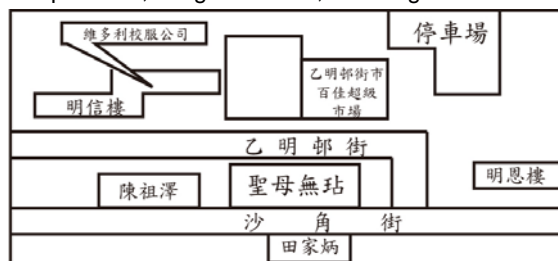 維多利校服公司
停車場
乙明邨街市
百佳超級
市場
明信樓
乙明邨街
明恩樓
陳祖澤
聖母無玷
沙角街
田家炳